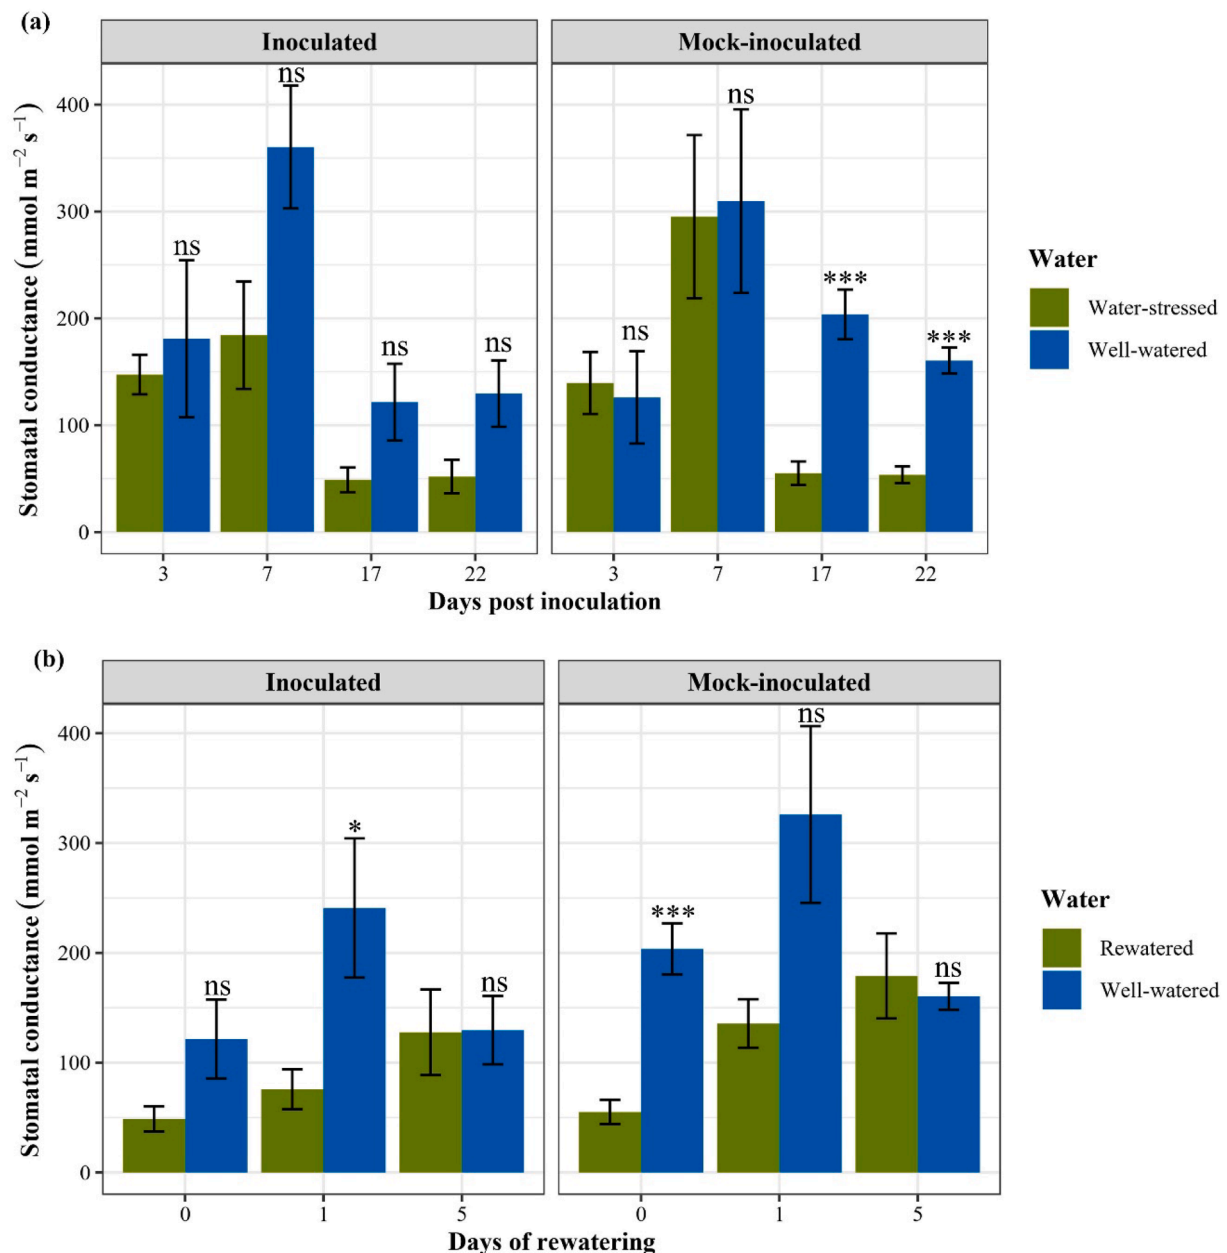 (a)
Inoculated Mock-inoculated
Stomatal conductance (mmol m⁻² s⁻¹)
400
300
200
100
0
ns ns ns ns
ns ns *** ***
3 7 17 22
3 7 17 22
Days post inoculation
Water
Water-stressed
Well-watered
(b)
Inoculated Mock-inoculated
Stomatal conductance (mmol m⁻² s⁻¹)
400
300
200
100
0
ns * ns
*** ns ns
0 1 5
0 1 5
Days of rewatering
Water
Rewatered
Well-watered